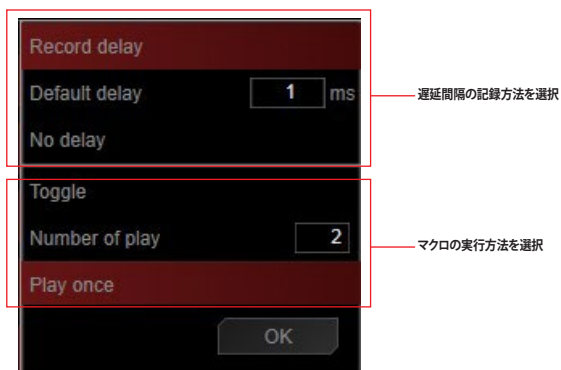 Record delay
Default delay 1 ms
遅延間隔の記録方法を選択
No delay
Toggle
Number of play 2
マクロの実行方法を選択
Play once
OK